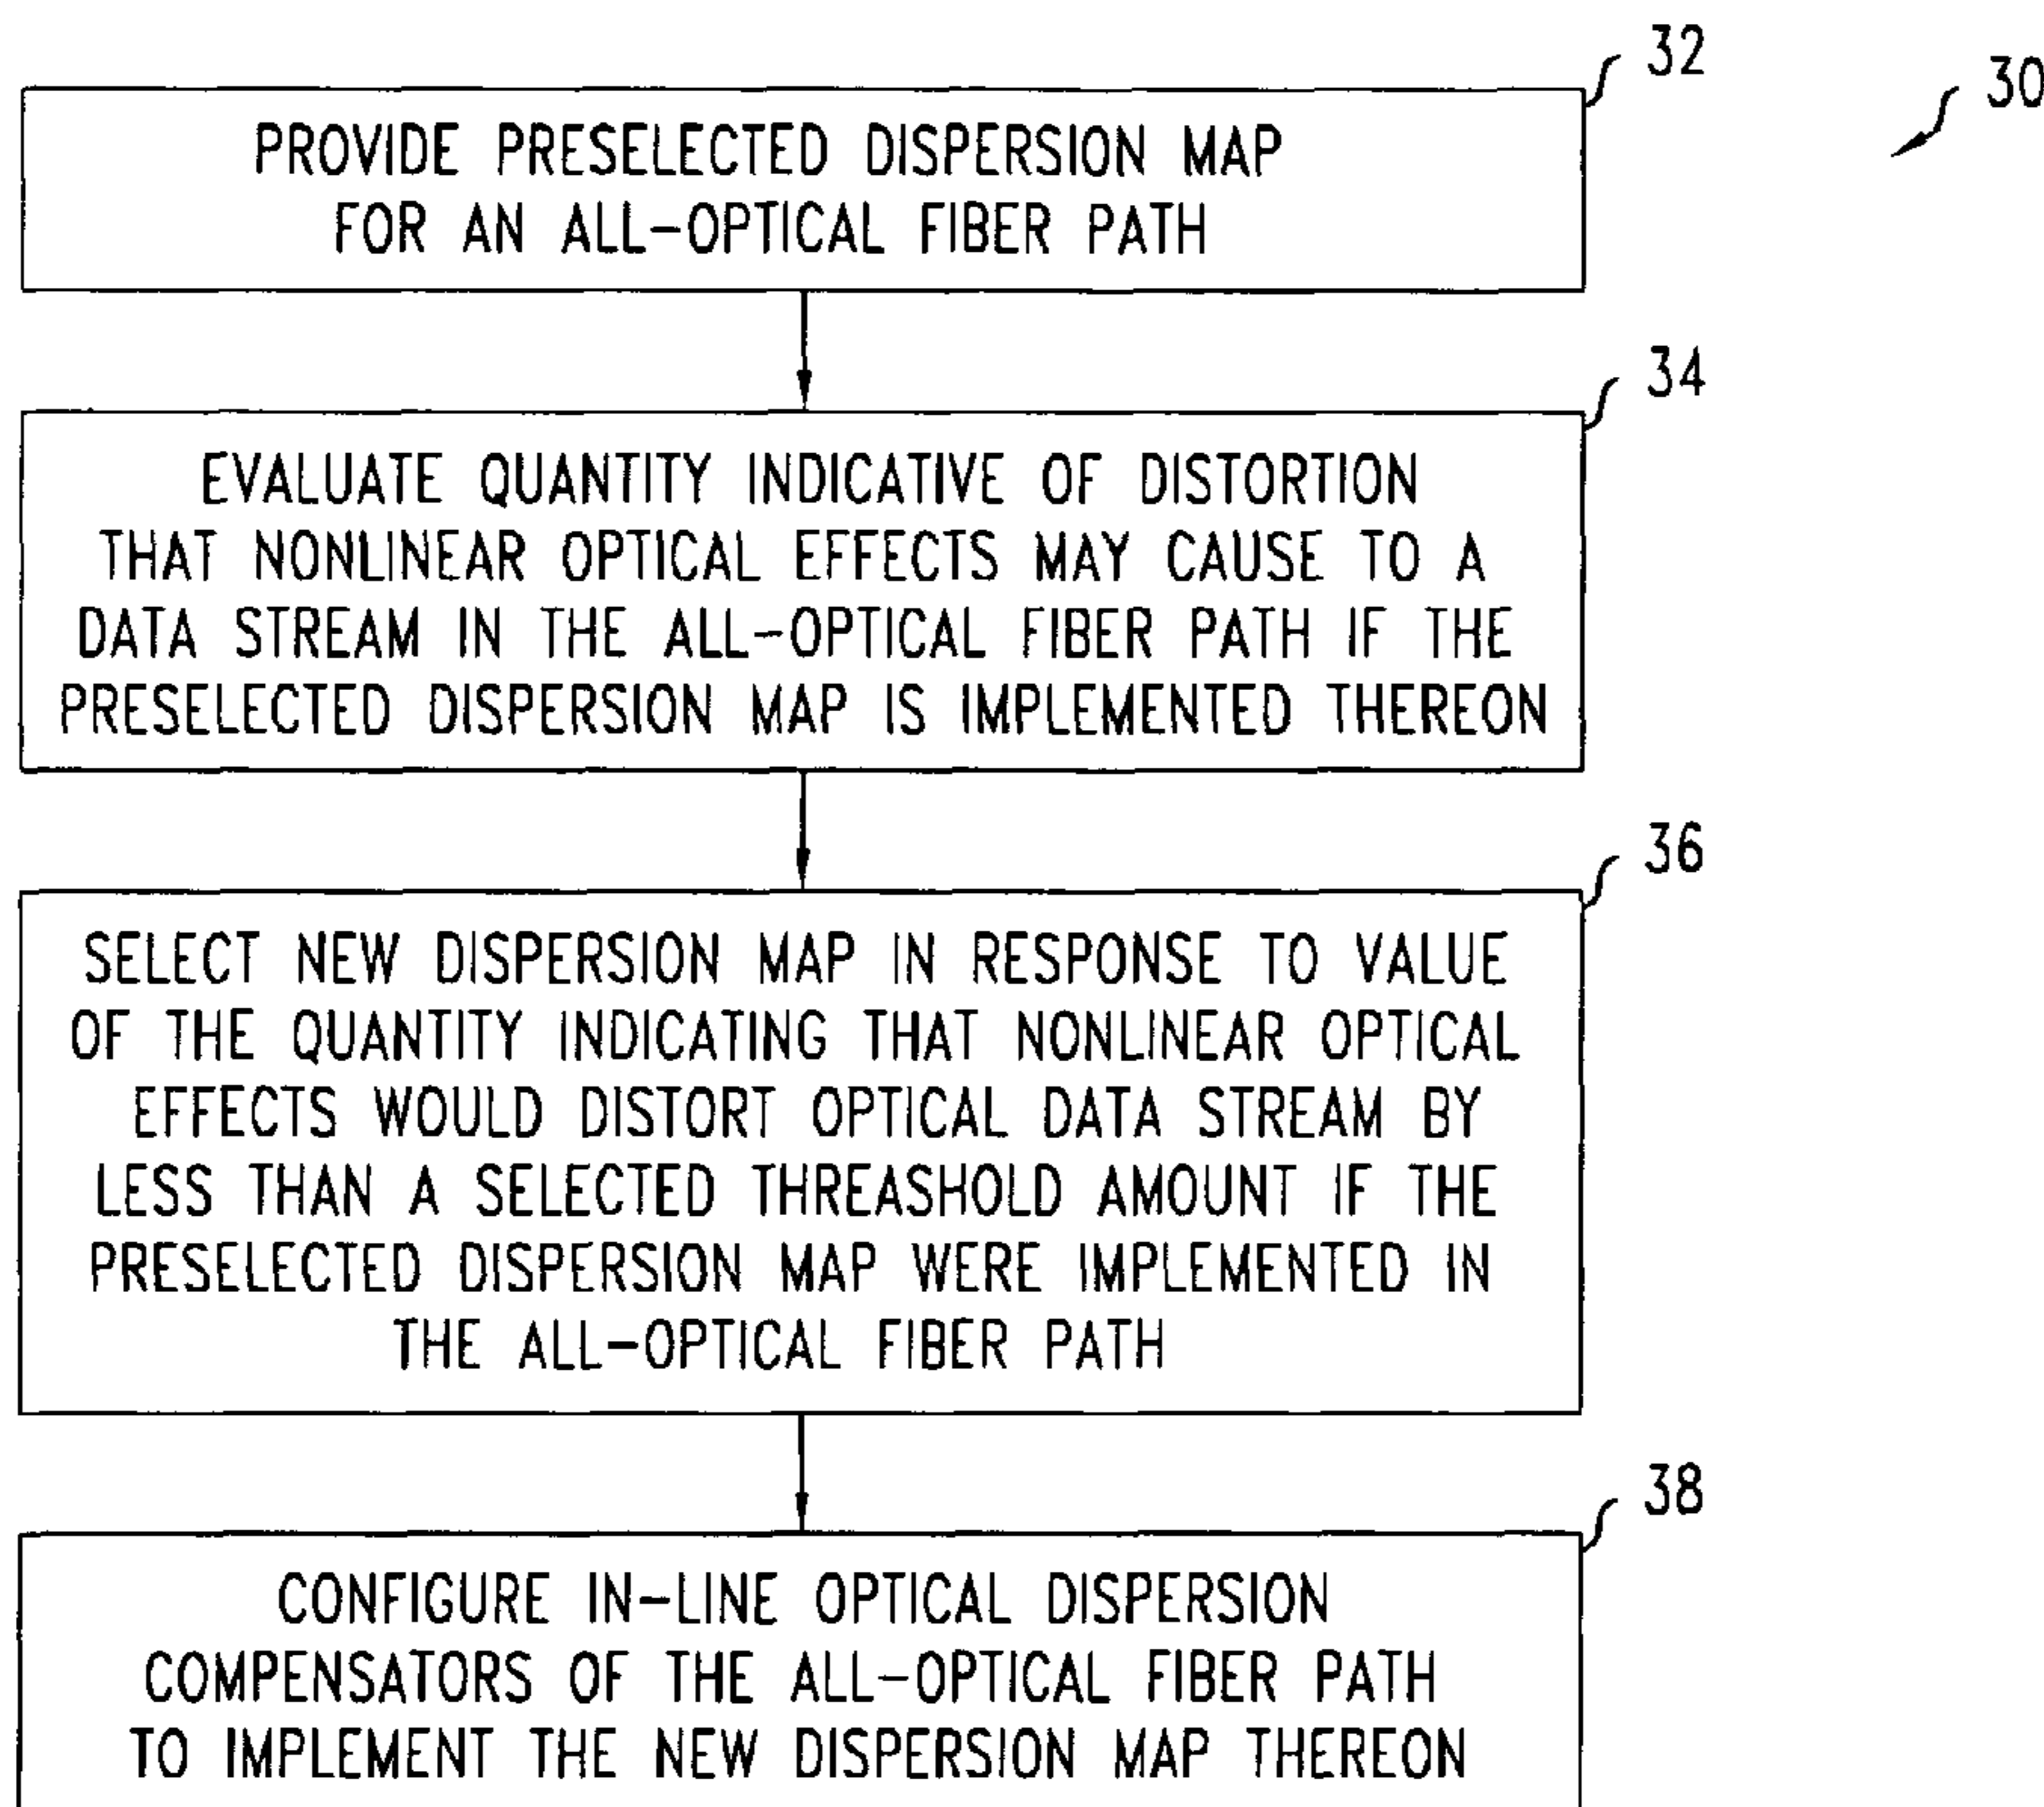 32
30
PROVIDE PRESELECTED DISPERSION MAP
FOR AN ALL-OPTICAL FIBER PATH
34
EVALUATE QUANTITY INDICATIVE OF DISTORTION
THAT NONLINEAR OPTICAL EFFECTS MAY CAUSE TO A
DATA STREAM IN THE ALL-OPTICAL FIBER PATH IF THE
PRESELECTED DISPERSION MAP IS IMPLEMENTED THEREON
36
SELECT NEW DISPERSION MAP IN RESPONSE TO VALUE
OF THE QUANTITY INDICATING THAT NONLINEAR OPTICAL
EFFECTS WOULD DISTORT OPTICAL DATA STREAM BY
LESS THAN A SELECTED THREASHOLD AMOUNT IF THE
PRESELECTED DISPERSION MAP WERE IMPLEMENTED IN
THE ALL-OPTICAL FIBER PATH
38
CONFIGURE IN-LINE OPTICAL DISPERSION
COMPENSATORS OF THE ALL-OPTICAL FIBER PATH
TO IMPLEMENT THE NEW DISPERSION MAP THEREON